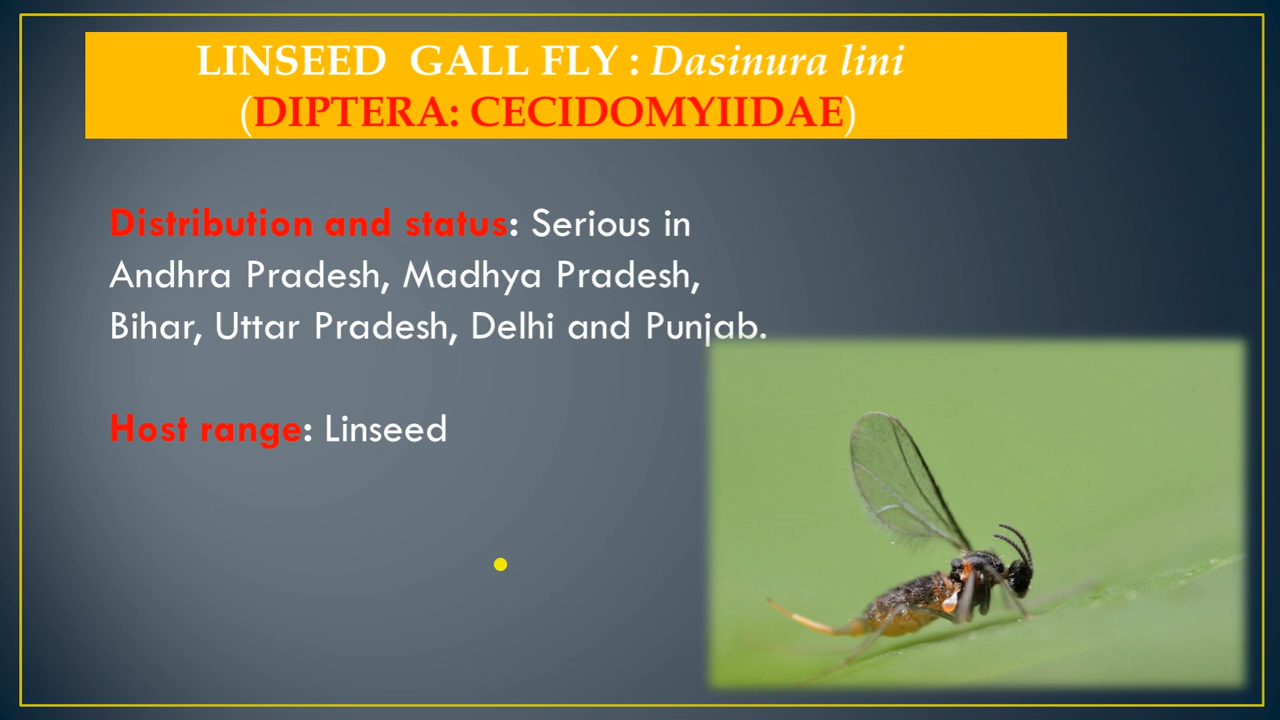 LINSEED GALL FLY : Dasinura lini
(DIPTERA: CECIDOMYIIDAE)
Distribution and status: Serious in
Andhra Pradesh, Madhya Pradesh,
Bihar, Uttar Pradesh, Delhi and Punjab.
Host range: Linseed